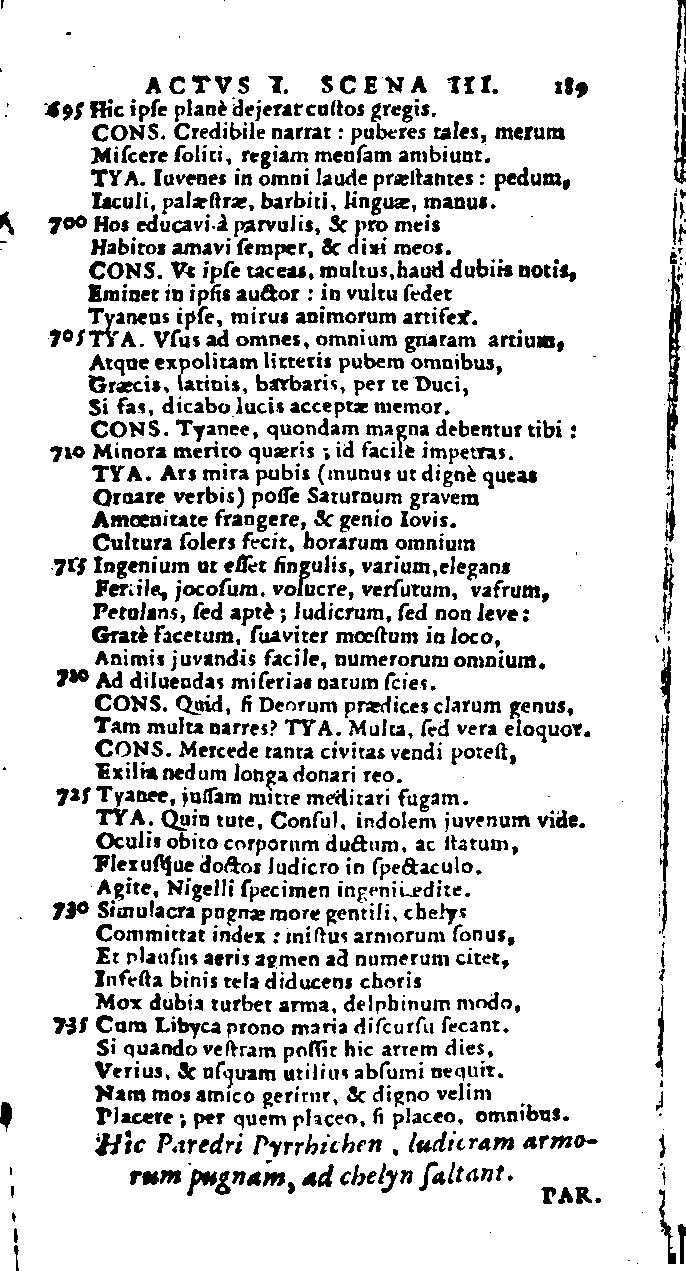 ACTVS I. SCENA III. 189
695 Hic ipſe planè dejerat cuſtos gregis.
CONS. Credibile narrat : puberes tales, merum
Miſcere ſoliti, regiam menſam ambiunt.
TYA. Iuvenes in omni laude præſtantes : pedum,
Iaculi, palæſtræ, barbiti, linguæ, manus.
700 Hos educavi à parvulis, & pro meis
Habitos amavi ſemper, & dixi meos.
CONS. Vt ipſe taceas, multus, haud dubiis notis,
Eminet in ipſis auctor : in vultu ſedet
Tyaneus ipſe, mirus animorum artifex.
705 TYA. Vſus ad omnes, omnium gnaram artium,
Atque expolitam litteris pubem omnibus,
Græcis, latinis, barbaris, per te Duci,
Si fas, dicabo lucis acceptæ memor.
CONS. Tyanee, quondam magna debentur tibi :
710 Minora merito quæris ; id facilè impetras.
TYA. Ars mira pubis (munus ut dignè queas
Ornare verbis) poſſe Saturnum gravem
Amœnitate frangere, & genio Iovis.
Cultura ſolers fecit, horarum omnium
715 Ingenium ut eſſet ſingulis, varium, elegans
Fertile, jocoſum, volucre, verſutum, vafrum,
Petulans, ſed aptè ; ludicrum, ſed non leve :
Gratè facetum, ſuaviter mœſtum in loco,
Animis juvandis facile, numerorum omnium.
720 Ad diluendas miſerias natum ſcies.
CONS. Quid, ſi Deorum prædices clarum genus,
Tam multa narres? TYA. Multa, ſed vera eloquor.
CONS. Mercede tanta civitas vendi poteſt,
Exilia nedum longa donari reo.
725 Tyanee, juſſam mitte meditari fugam.
TYA. Quin tute, Conſul, indolem juvenum vide.
Oculis obito corporum ductum, ac ſtatum,
Flexuſque doctos ludicro in ſpectaculo.
Agite, Nigelli ſpecimen ingenii edite.
730 Simulacra pugnæ more gentili, chelys
Committat index : miſtus armorum ſonus,
Et plauſus aeris agmen ad numerum citet,
Infeſta binis tela diducens choris
Mox dubia turbet arma, delphinum modo,
735 Cum Libyca prono maria diſcurſu ſecant.
Si quando veſtram poſſit hic artem dies,
Verius, & uſquam utilius abſumi nequit.
Nam mos amico geritur, & digno velim
Placere ; per quem placeo, ſi placeo, omnibus.
Hic Paredri Pyrrhichen , ludicram armo-
rum pugnam, ad chelyn ſaltant.
PAR.